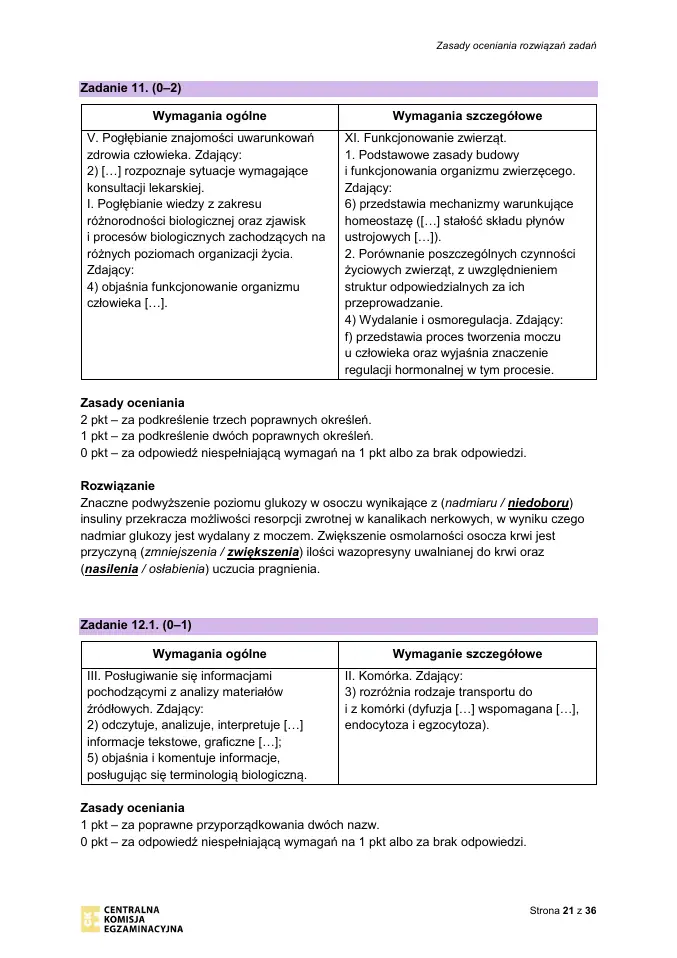 Zasady oceniania rozwiązań zadań
Zadanie 11. (0–2)
Wymagania ogólne
Wymagania szczegółowe
V. Pogłębianie znajomości uwarunkowań
zdrowia człowieka. Zdający:
2) […] rozpoznaje sytuacje wymagające
konsultacji lekarskiej.
I. Pogłębianie wiedzy z zakresu
różnorodności biologicznej oraz zjawisk
i procesów biologicznych zachodzących na
różnych poziomach organizacji życia.
Zdający:
4) objaśnia funkcjonowanie organizmu
człowieka […].
XI. Funkcjonowanie zwierząt.
1. Podstawowe zasady budowy
i funkcjonowania organizmu zwierzęcego.
Zdający:
6) przedstawia mechanizmy warunkujące
homeostazę ([…] stałość składu płynów
ustrojowych […]).
2. Porównanie poszczególnych czynności
życiowych zwierząt, z uwzględnieniem
struktur odpowiedzialnych za ich
przeprowadzanie.
4) Wydalanie i osmoregulacja. Zdający:
f) przedstawia proces tworzenia moczu
u człowieka oraz wyjaśnia znaczenie
regulacji hormonalnej w tym procesie.
Zasady oceniania
2 pkt – za podkreślenie trzech poprawnych określeń.
1 pkt – za podkreślenie dwóch poprawnych określeń.
0 pkt – za odpowiedź niespełniającą wymagań na 1 pkt albo za brak odpowiedzi.
Rozwiązanie
Znaczne podwyższenie poziomu glukozy w osoczu wynikające z (nadmiaru / niedoboru)
insuliny przekracza możliwości resorpcji zwrotnej w kanalikach nerkowych, w wyniku czego
nadmiar glukozy jest wydalany z moczem. Zwiększenie osmolarności osocza krwi jest
przyczyną (zmniejszenia / zwiększenia) ilości wazopresyny uwalnianej do krwi oraz
(nasilenia / osłabienia) uczucia pragnienia.
Zadanie 12.1. (0–1)
Wymagania ogólne
Wymaganie szczegółowe
III. Posługiwanie się informacjami
pochodzącymi z analizy materiałów
źródłowych. Zdający:
2) odczytuje, analizuje, interpretuje […]
informacje tekstowe, graficzne […];
5) objaśnia i komentuje informacje,
posługując się terminologią biologiczną.
II. Komórka. Zdający:
3) rozróżnia rodzaje transportu do
i z komórki (dyfuzja […] wspomagana […],
endocytoza i egzocytoza).
Zasady oceniania
1 pkt – za poprawne przyporządkowania dwóch nazw.
0 pkt – za odpowiedź niespełniającą wymagań na 1 pkt albo za brak odpowiedzi.
CENTRALNA
KOMISJA
EGZAMINACYJNA
Strona 21 z 36